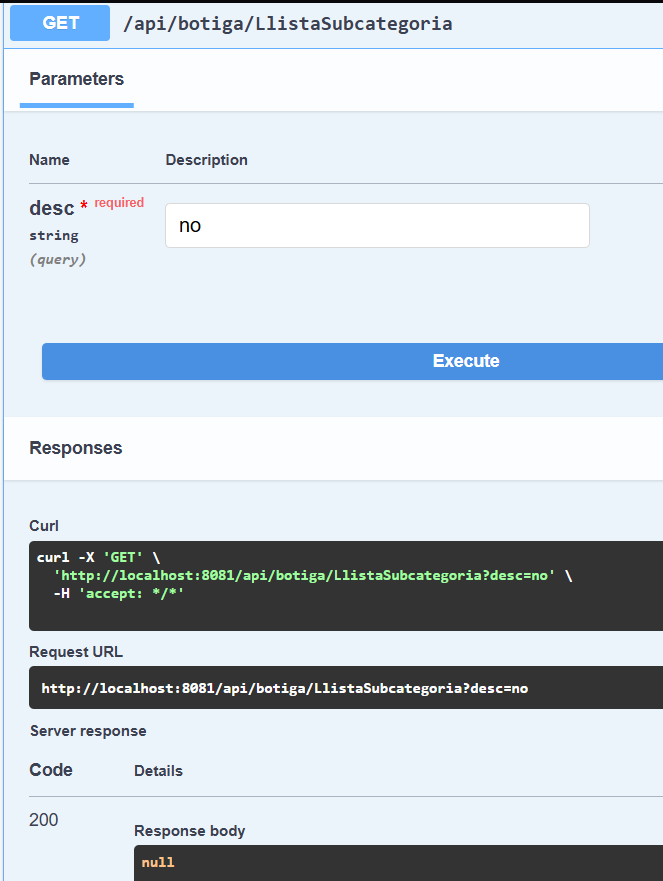 GET /api/botiga/LlistaSubcategoria
Parameters
Name Description
desc * required
no
string
(query)
Execute
Responses
Curl
curl -X 'GET' \
'http://localhost:8081/api/botiga/LlistaSubcategoria?desc=no' \
-H 'accept: */*'
Request URL
http://localhost:8081/api/botiga/LlistaSubcategoria?desc=no
Server response
Code Details
200
Response body
null